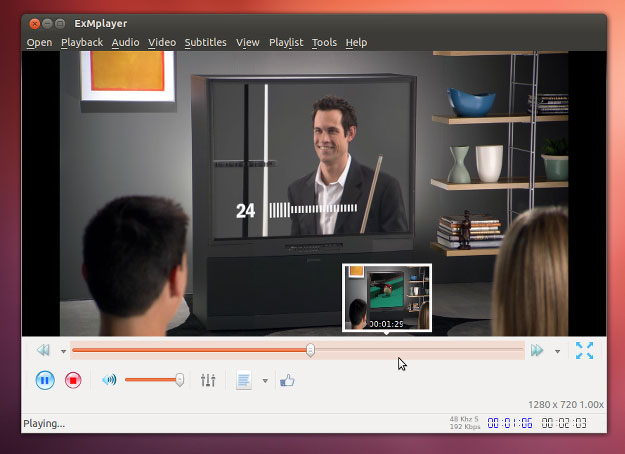 ExMplayer
Open Playback Audio Video Subtitles View Playlist Tools Help
24
00:01:29
1280 x 720 1.00x
Playing...
48 Khz S
192 Kbps
00:01:06 00:02:03